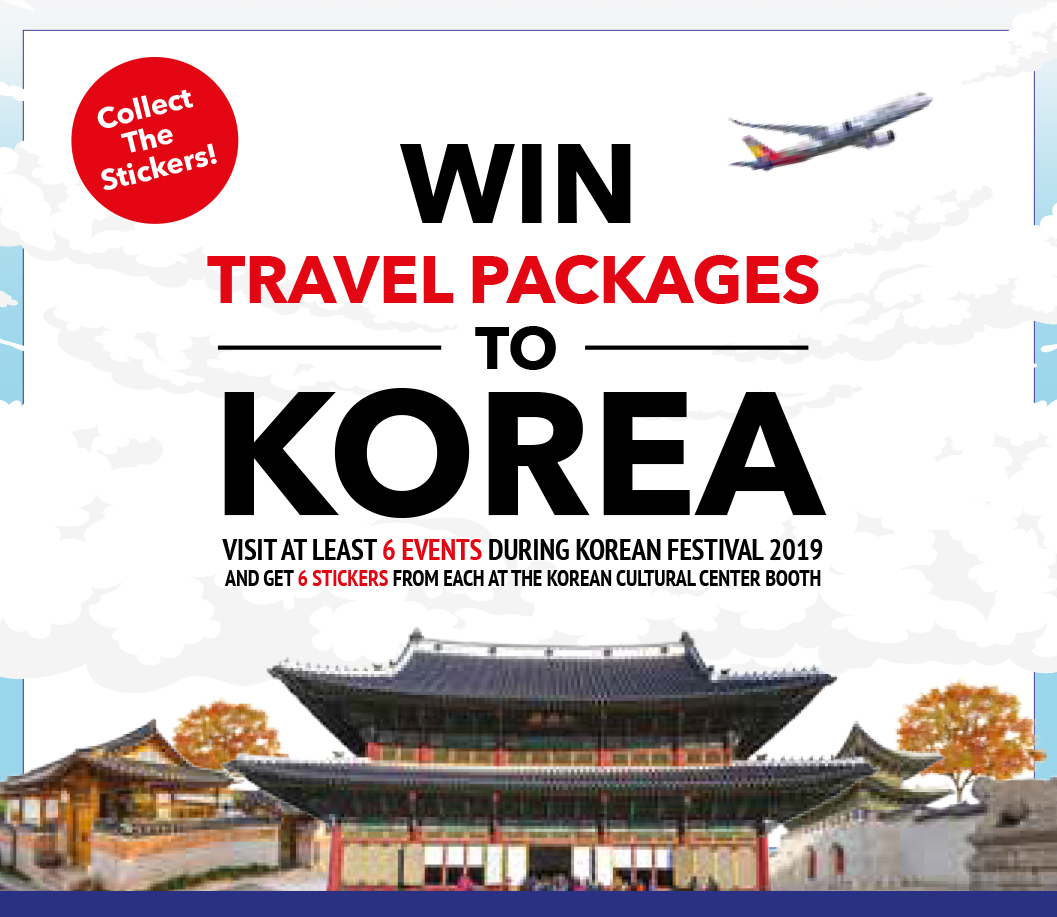 Collect
The
Stickers!
WIN
TRAVEL PACKAGES
TO
KOREA
VISIT AT LEAST 6 EVENTS DURING KOREAN FESTIVAL 2019
AND GET 6 STICKERS FROM EACH AT THE KOREAN CULTURAL CENTER BOOTH